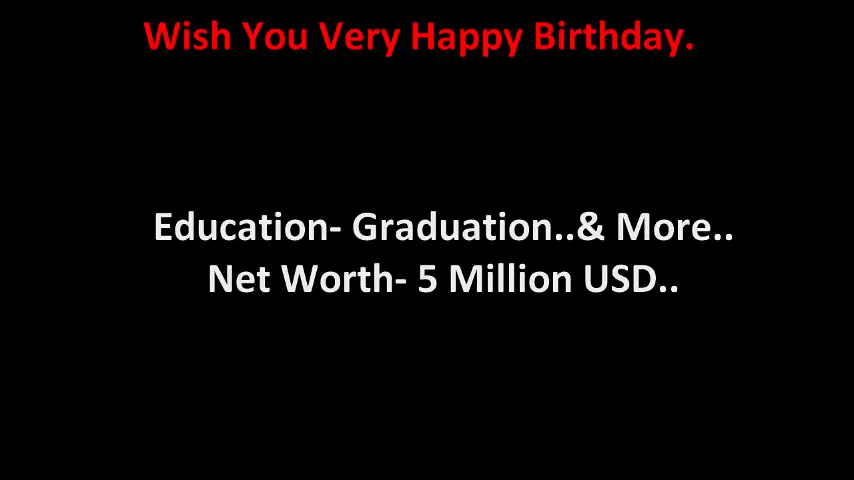 Wish You Very Happy Birthday.
Education- Graduation..& More..
Net Worth- 5 Million USD..